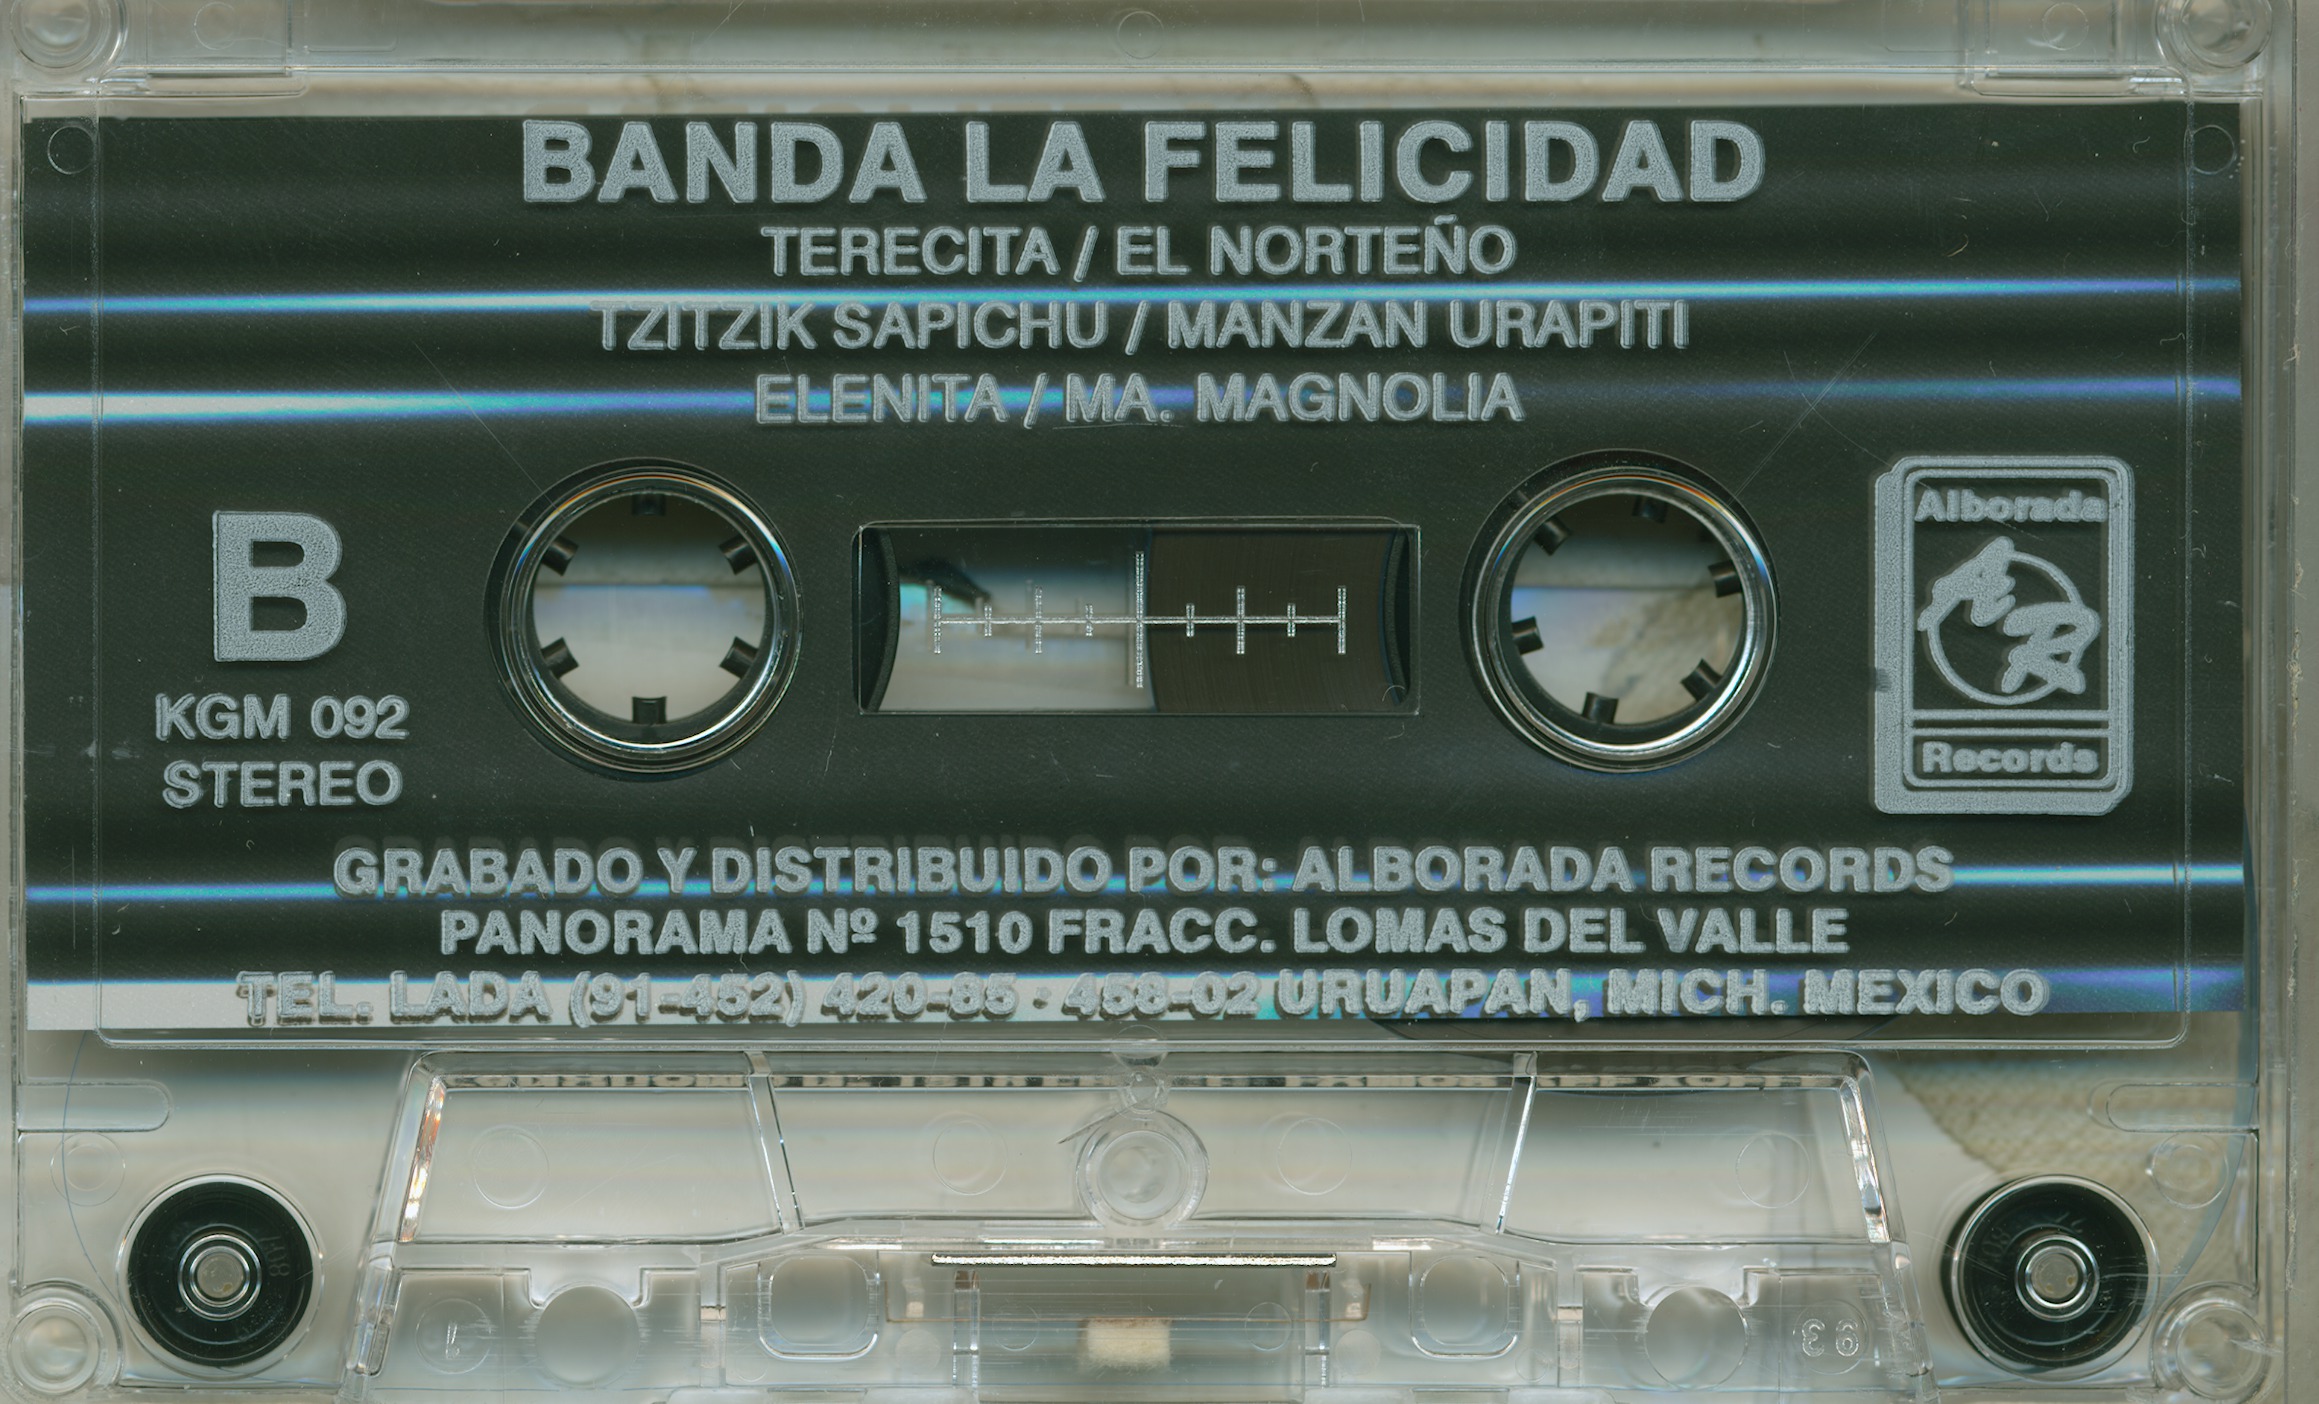 BANDA LA FELICIDAD
TERECITA / EL NORTEÑO
TZITZIK SAPICHU / MANZAN URAPITI
ELENITA / MA. MAGNOLIA
B
KGM 092
STEREO
Alborada
AR
Records
GRABADO Y DISTRIBUIDO POR: ALBORADA RECORDS
PANORAMA Nº 1510 FRACC. LOMAS DEL VALLE
TEL. LADA (91-452) 420-85 · 458-02 URUAPAN, MICH. MEXICO